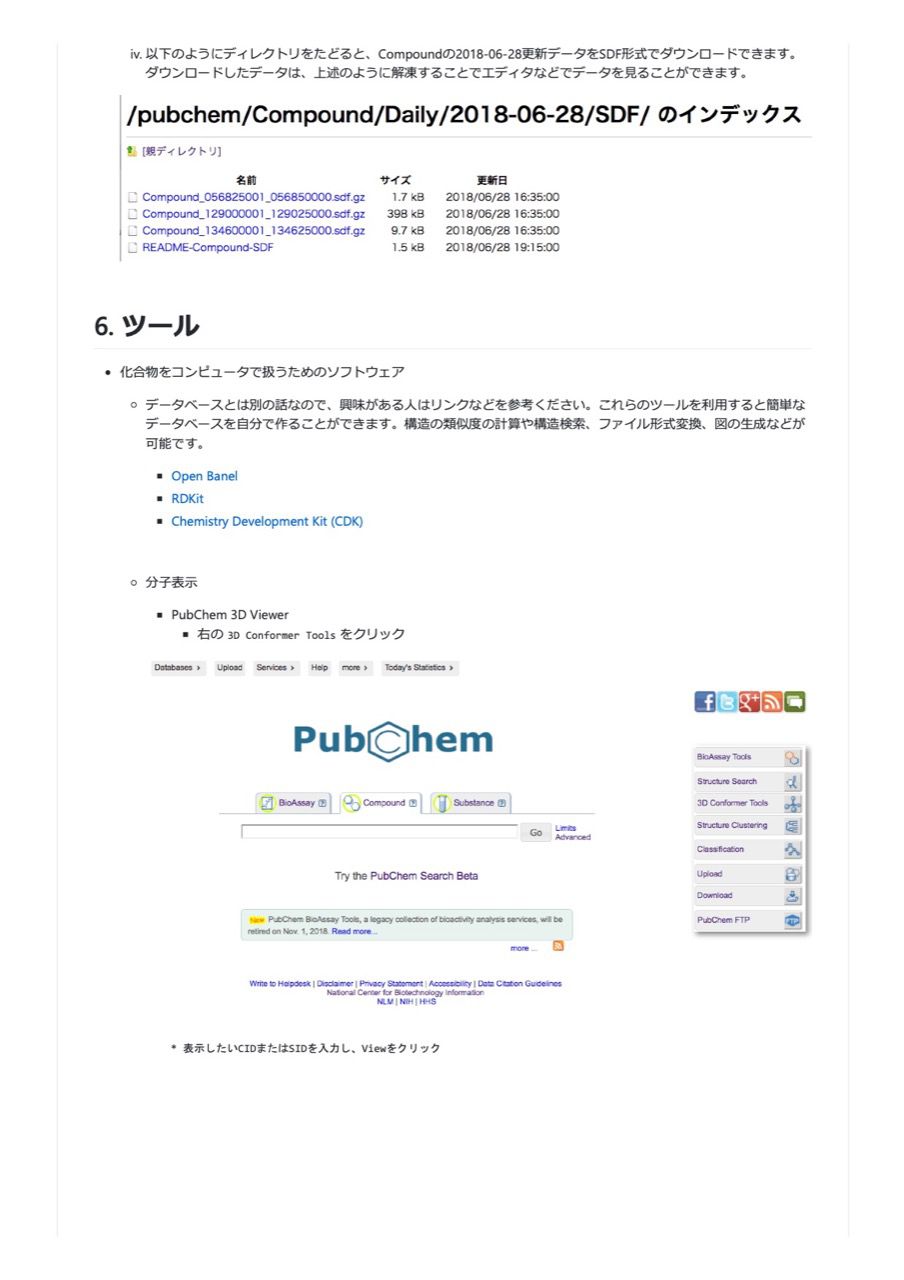 iv. 以下のようにディレクトリをたどると、Compoundの2018-06-28更新データをSDF形式でダウンロードできます。
ダウンロードしたデータは、上述のように解凍することでエディタなどでデータを見ることができます。
/pubchem/Compound/Daily/2018-06-28/SDF/ のインデックス
[親ディレクトリ]
名前 サイズ 更新日
Compound_056825001_056850000.sdf.gz 1.7 kB 2018/06/28 16:35:00
Compound_129000001_129025000.sdf.gz 398 kB 2018/06/28 16:35:00
Compound_134600001_134625000.sdf.gz 9.7 kB 2018/06/28 16:35:00
README-Compound-SDF 1.5 kB 2018/06/28 19:15:00
6. ツール
• 化合物をコンピュータで扱うためのソフトウェア
○ データベースとは別の話なので、興味がある人はリンクなどを参考ください。これらのツールを利用すると簡単な
データベースを自分で作ることができます。構造の類似度の計算や構造検索、ファイル形式変換、図の生成などが
可能です。
▪ Open Banel
▪ RDKit
▪ Chemistry Development Kit (CDK)
○ 分子表示
▪ PubChem 3D Viewer
▪ 右の 3D Conformer Tools をクリック
Databases › Upload Services › Help more › Today's Statistics ›
PubChem
BioAssay ? Compound ? Substance ?
Go Limits
Advanced
Try the PubChem Search Beta
New PubChem BioAssay Tools, a legacy collection of bioactivity analysis services, will be
retired on Nov. 1, 2018. Read more...
more ...
Write to Helpdesk | Disclaimer | Privacy Statement | Accessibility | Data Citation Guidelines
National Center for Biotechnology Information
NLM | NIH | HHS
BioAssay Tools
Structure Search
3D Conformer Tools
Structure Clustering
Classification
Upload
Download
PubChem FTP
* 表示したいCIDまたはSIDを入力し、Viewをクリック